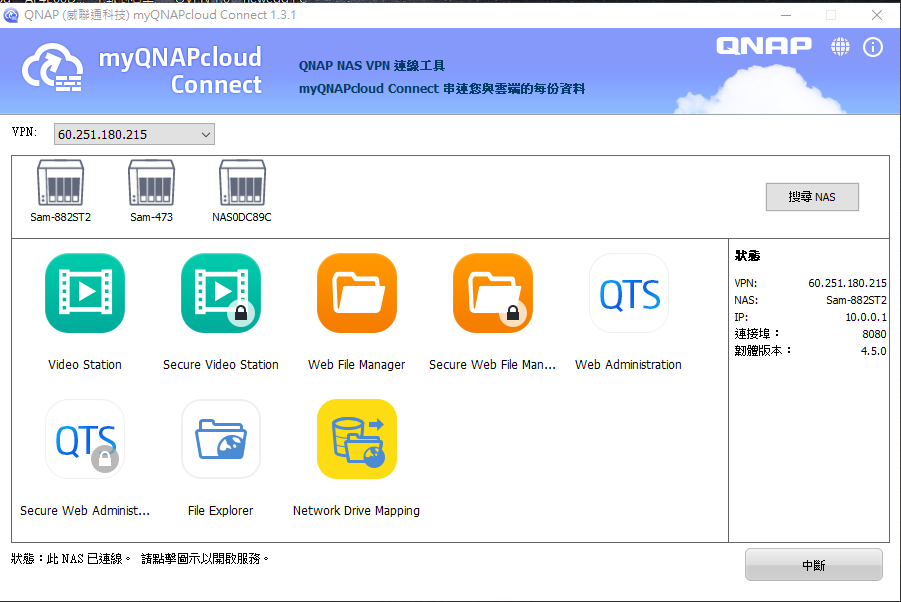 QNAP (威聯通科技) myQNAPcloud Connect 1.3.1
myQNAPcloud
Connect
QNAP NAS VPN 連線工具
myQNAPcloud Connect 串連您與雲端的每份資料
QNAP
VPN:
60.251.180.215
Sam-882ST2
Sam-473
NAS0DC89C
搜尋 NAS
Video Station
Secure Video Station
Web File Manager
Secure Web File Man...
QTS
Web Administration
QTS
Secure Web Administ...
File Explorer
Network Drive Mapping
狀態
VPN: 60.251.180.215
NAS: Sam-882ST2
IP: 10.0.0.1
連接埠： 8080
韌體版本： 4.5.0
狀態：此 NAS 已連線。 請點擊圖示以開啟服務。
中斷